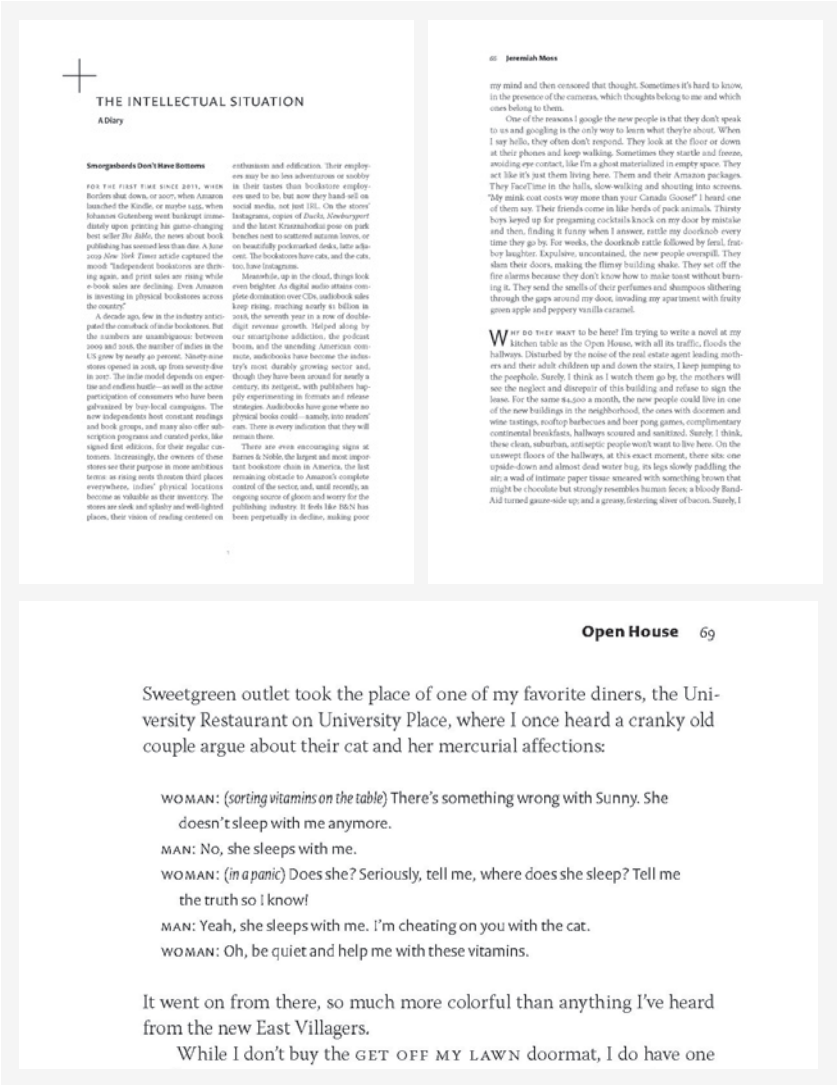 THE INTELLECTUAL SITUATION
A Diary
Smorgasbords Don't Have Bottoms
FOR THE FIRST TIME SINCE 2011, WHEN
Borders shut down, or 2007, when Amazon
launched the Kindle, or maybe 1455, when
Johannes Gutenberg went bankrupt imme-
diately upon printing his game-changing
best seller The Bible, the news about book
publishing has seemed less than dire. A June
2019 New York Times article captured the
mood: "Independent bookstores are thriv-
ing again, and print sales are rising while
e-book sales are declining. Even Amazon
is investing in physical bookstores across
the country."
A decade ago, few in the industry antici-
pated the comeback of indie bookstores. But
the numbers are unambiguous: between
2009 and 2018, the number of indies in the
US grew by nearly 40 percent. Ninety-nine
stores opened in 2018, up from seventy-five
in 2017. The indie model depends on exper-
tise and endless hustle—as well as the active
participation of consumers who have been
galvanized by buy-local campaigns. The
now independents host constant readings
and book groups, and many also offer sub-
scription programs and curated perks, like
signed first editions, for their regular cus-
tomers. Increasingly, the owners of these
stores see their purpose in more ambitious
terms: as rising rents threaten third places
everywhere, indies' physical locations
become as valuable as their inventory. The
stores are sleek and splashy and well-lighted
places, their vision of reading centered on
enthusiasm and edification. Their employ-
ees may be no less adventurous or snobby
in their tastes than bookstore employ-
ees used to be, but now they hand-sell on
social media, not just IRL. On the stores'
Instagrams, copies of Ducks, Newburyport
and the latest Krasznahorkai pose on park
benches next to scattered autumn leaves, or
on beautifully pockmarked desks, latte adja-
cent. The bookstores have cats, and the cats,
too, have Instagrams.
Meanwhile, up in the cloud, things look
even brighter. As digital audio attains com-
plete domination over CDs, audiobook sales
keep rising, reaching nearly $1 billion in
2018, the seventh year in a row of double-
digit revenue growth. Helped along by
our smartphone addiction, the podcast
boom, and the unending American com-
mute, audiobooks have become the indus-
try's most durably growing sector and,
though they have been around for nearly a
century, its zeitgeist, with publishers hap-
pily experimenting in formats and release
strategies. Audiobooks have gone where no
physical books could—namely, into readers'
ears. There is every indication that they will
remain there.
There are even encouraging signs at
Barnes & Noble, the largest and most impor-
tant bookstore chain in America, the last
remaining obstacle to Amazon's complete
control of the sector, and, until recently, an
ongoing source of gloom and worry for the
publishing industry. It feels like B&N has
been perpetually in decline, making poor
Jeremiah Moss
my mind and then censored that thought. Sometimes it's hard to know,
in the presence of the cameras, which thoughts belong to me and which
ones belong to them.
One of the reasons I google the new people is that they don't speak
to us and googling is the only way to learn what they're about. When
I say hello, they often don't respond. They look at the floor or down
at their phones and keep walking. Sometimes they startle and freeze,
avoiding eye contact, like I'm a ghost materialized in empty space. They
act like it's just them living here. Them and their Amazon packages.
They FaceTime in the halls, slow-walking and shouting into screens.
"My mink coat costs way more than your Canada Goose!" I heard one
of them say. Their friends come in like herds of pack animals. Thirsty
boys keyed up for pregaming cocktails knock on my door by mistake
and then, finding it funny when I answer, rattle my doorknob every
time they go by. For weeks, the doorknob rattle followed by feral, frat-
boy laughter. Expulsive, uncontained, the new people overspill. They
slam their doors, making the flimsy building shake. They set off the
fire alarms because they don't know how to make toast without burn-
ing it. They send the smells of their perfumes and shampoos slithering
through the gaps around my door, invading my apartment with fruity
green apple and peppery vanilla caramel.
WHY DO THEY WANT to be here? I'm trying to write a novel at my
kitchen table as the Open House, with all its traffic, floods the
hallways. Disturbed by the noise of the real estate agent leading moth-
ers and their adult children up and down the stairs, I keep jumping to
the peephole. Surely, I think as I watch them go by, the mothers will
see the neglect and disrepair of this building and refuse to sign the
lease. For the same $4,500 a month, the new people could live in one
of the new buildings in the neighborhood, the ones with doormen and
wine tastings, rooftop barbecues and beer pong games, complimentary
continental breakfasts, hallways scoured and sanitized. Surely, I think,
these clean, suburban, antiseptic people won't want to live here. On the
unswept floors of the hallways, at this exact moment, there sits: one
upside-down and almost dead water bug, its legs slowly paddling the
air; a wad of intimate paper tissue smeared with something brown that
might be chocolate but strongly resembles human feces; a bloody Band-
Aid turned gauze-side up; and a greasy, festering sliver of bacon. Surely, I
Open House 69
Sweetgreen outlet took the place of one of my favorite diners, the Uni-
versity Restaurant on University Place, where I once heard a cranky old
couple argue about their cat and her mercurial affections:
WOMAN: (sorting vitamins on the table) There's something wrong with Sunny. She
doesn't sleep with me anymore.
MAN: No, she sleeps with me.
WOMAN: (in a panic) Does she? Seriously, tell me, where does she sleep? Tell me
the truth so I know!
MAN: Yeah, she sleeps with me. I'm cheating on you with the cat.
WOMAN: Oh, be quiet and help me with these vitamins.
It went on from there, so much more colorful than anything I've heard
from the new East Villagers.
While I don't buy the GET OFF MY LAWN doormat, I do have one